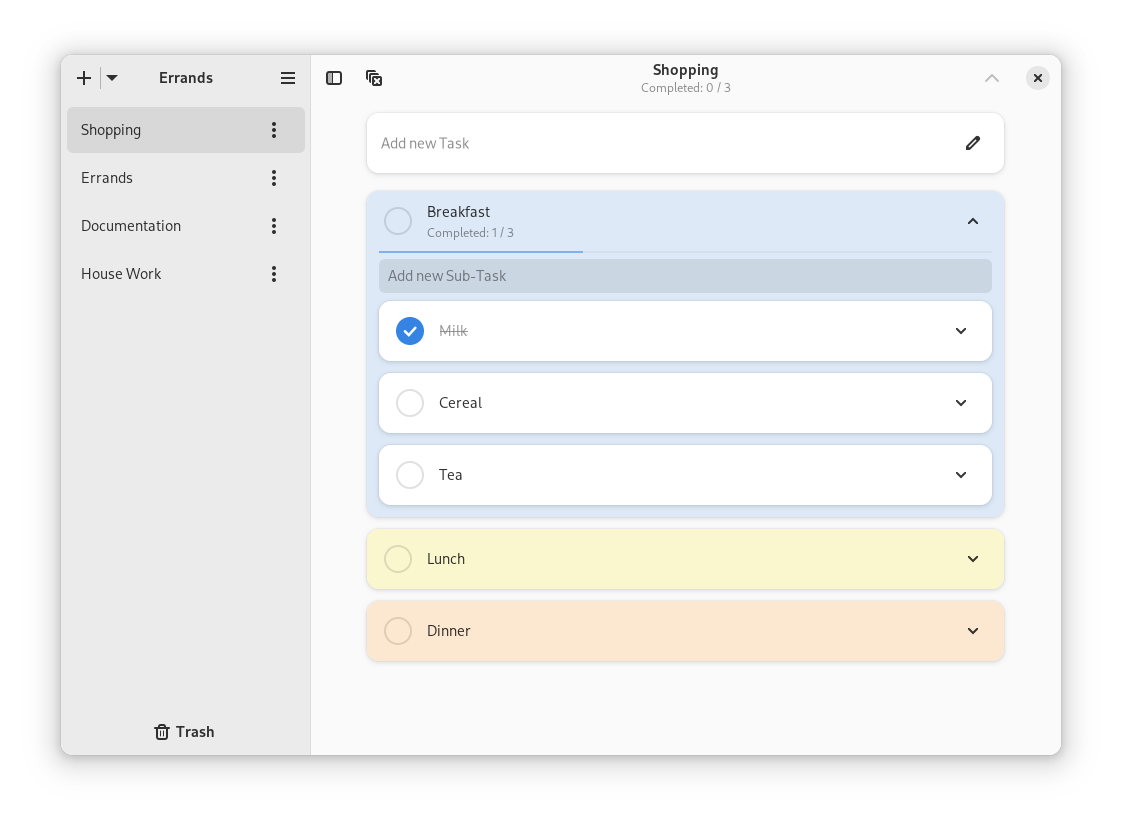 Errands
Shopping
Errands
Documentation
House Work
Trash
Shopping
Completed: 0 / 3
Add new Task
Breakfast
Completed: 1 / 3
Add new Sub-Task
Milk
Cereal
Tea
Lunch
Dinner